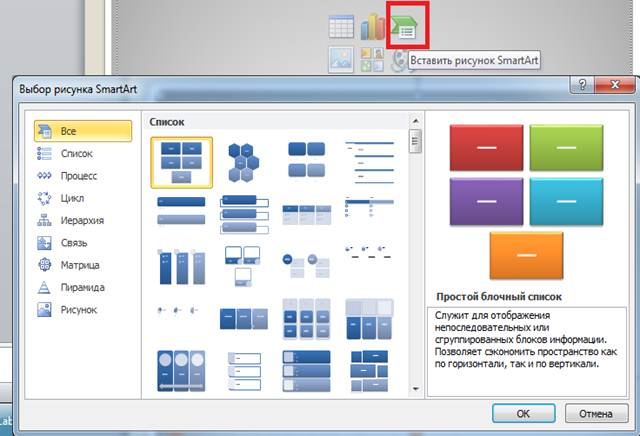 Вставить рисунок SmartArt
Выбор рисунка SmartArt
Все
Список
Процесс
Цикл
Иерархия
Связь
Матрица
Пирамида
Рисунок
Список
Простой блочный список
Служит для отображения
непоследовательных или
сгруппированных блоков информации.
Позволяет сэкономить пространство как
по горизонтали, так и по вертикали.
ОК
Отмена
Lab